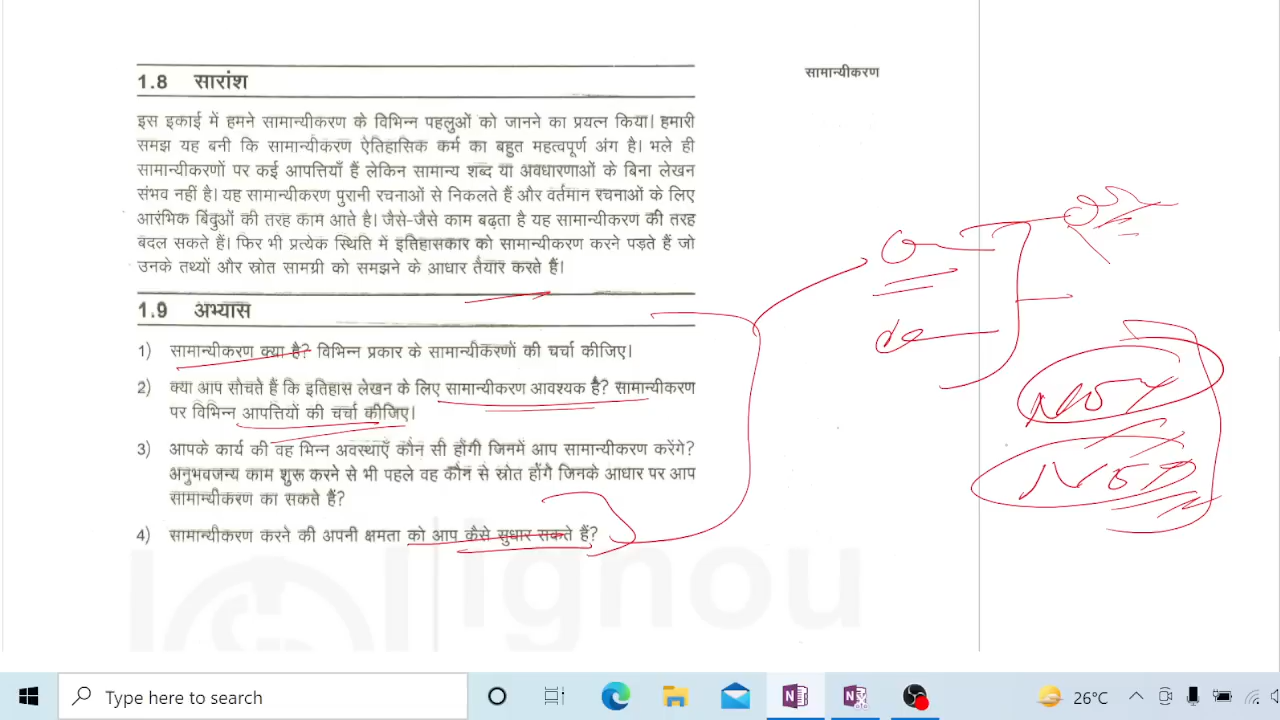 सामान्यीकरण
1.8 सारांश
इस इकाई में हमने सामान्यीकरण के विभिन्न पहलुओं को जानने का प्रयत्न किया। हमारी
समझ यह बनी कि सामान्यीकरण ऐतिहासिक कर्म का बहुत महत्वपूर्ण अंग है। भले ही
सामान्यीकरणों पर कई आपत्तियाँ हैं लेकिन सामान्य शब्द या अवधारणाओं के बिना लेखन
संभव नहीं है। यह सामान्यीकरण पुरानी रचनाओं से निकलते हैं और वर्तमान रचनाओं के लिए
आरंभिक बिंदुओं की तरह काम आते है। जैसे-जैसे काम बढ़ता है यह सामान्यीकरण की तरह
बदल सकते हैं। फिर भी प्रत्येक स्थिति में इतिहासकार को सामान्यीकरण करने पड़ते हैं जो
उनके तथ्यों और स्रोत सामग्री को समझने के आधार तैयार करते हैं।
1.9 अभ्यास
1) सामान्यीकरण क्या है? विभिन्न प्रकार के सामान्यीकरणों की चर्चा कीजिए।
2) क्या आप सोचते हैं कि इतिहास लेखन के लिए सामान्यीकरण आवश्यक है? सामान्यीकरण
पर विभिन्न आपत्तियों की चर्चा कीजिए।
3) आपके कार्य की वह भिन्न अवस्थाएँ कौन सी होंगी जिनमें आप सामान्यीकरण करेंगे?
अनुभवजन्य काम शुरू करने से भी पहले वह कौन से स्रोत होंगै जिनके आधार पर आप
सामान्यीकरण का सकते हैं?
4) सामान्यीकरण करने की अपनी क्षमता को आप कैसे सुधार सकते हैं?
ignou
Type here to search
26°C